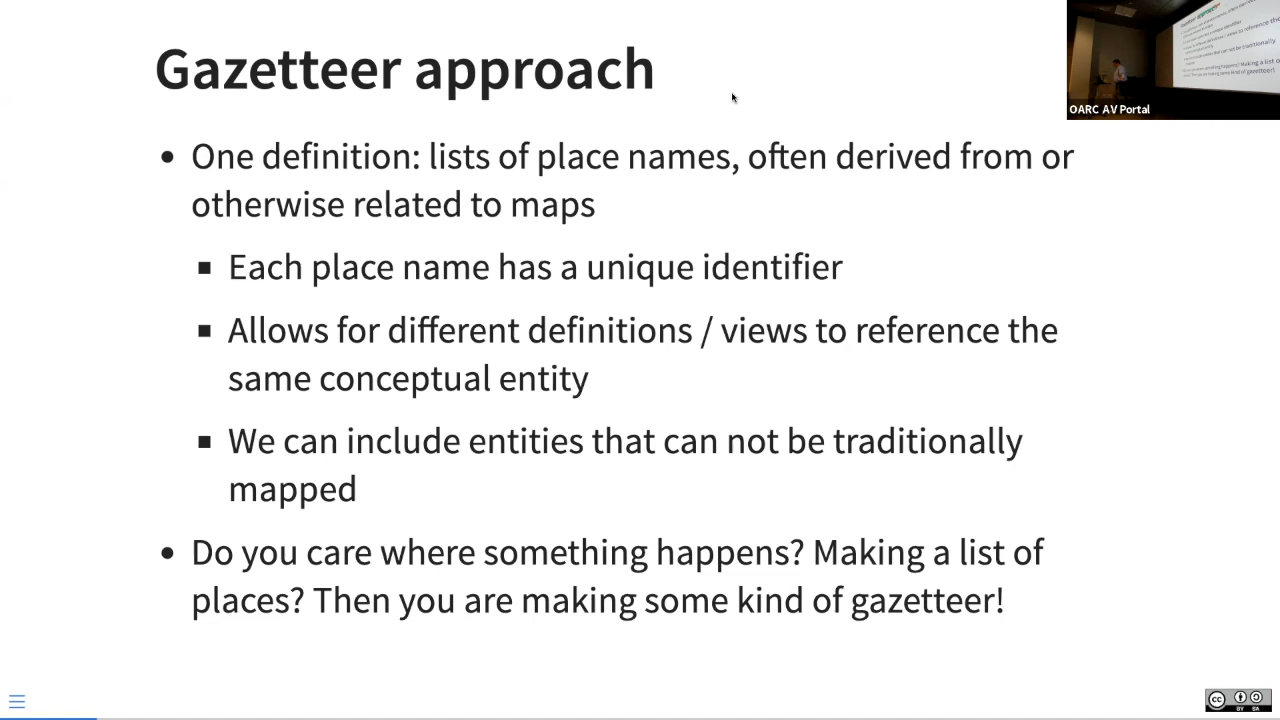 Gazetteer approach
OARC AV Portal
• One definition: lists of place names, often derived from or
otherwise related to maps
▪ Each place name has a unique identifier
▪ Allows for different definitions / views to reference the
same conceptual entity
▪ We can include entities that can not be traditionally
mapped
• Do you care where something happens? Making a list of
places? Then you are making some kind of gazetteer!
cc
BY SA